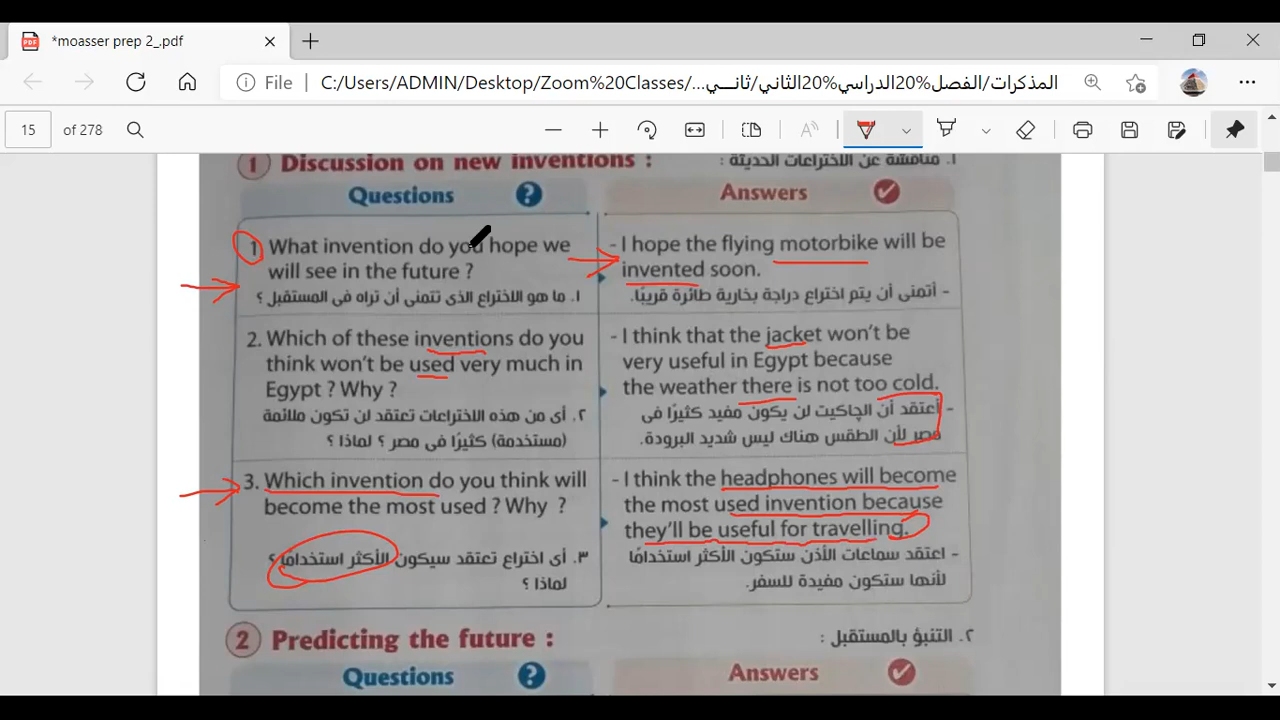 *moasser prep 2_.pdf
File
C:/Users/ADMIN/Desktop/Zoom%20Classes/المذكرات/الفصل%20الدراسي%20الثاني/ثانـــي...
15 of 278
1 Discussion on new inventions :
١. مناقشة عن الاختراعات الحديثة :
Questions ?
Answers
1. What invention do you hope we
will see in the future ?
١. ما هو الاختراع الذى تتمنى أن تراه فى المستقبل ؟
- I hope the flying motorbike will be
invented soon.
- أتمنى أن يتم اختراع دراجة بخارية طائرة قريبًا.
2. Which of these inventions do you
think won't be used very much in
Egypt ? Why ?
٢. أى من هذه الاختراعات تعتقد لن تكون ملائمة
(مستخدمة) كثيرًا فى مصر ؟ لماذا ؟
- I think that the jacket won't be
very useful in Egypt because
the weather there is not too cold.
- أعتقد أن الچاكيت لن يكون مفيد كثيرًا فى
مصر لأن الطقس هناك ليس شديد البرودة.
3. Which invention do you think will
become the most used ? Why ?
٣. أى اختراع تعتقد سيكون الأكثر استخدامًا ؟
لماذا ؟
- I think the headphones will become
the most used invention because
they'll be useful for travelling.
- اعتقد سماعات الأذن ستكون الأكثر استخدامًا
لأنها ستكون مفيدة للسفر.
2 Predicting the future :
٢. التنبؤ بالمستقبل :
Questions ?
Answers